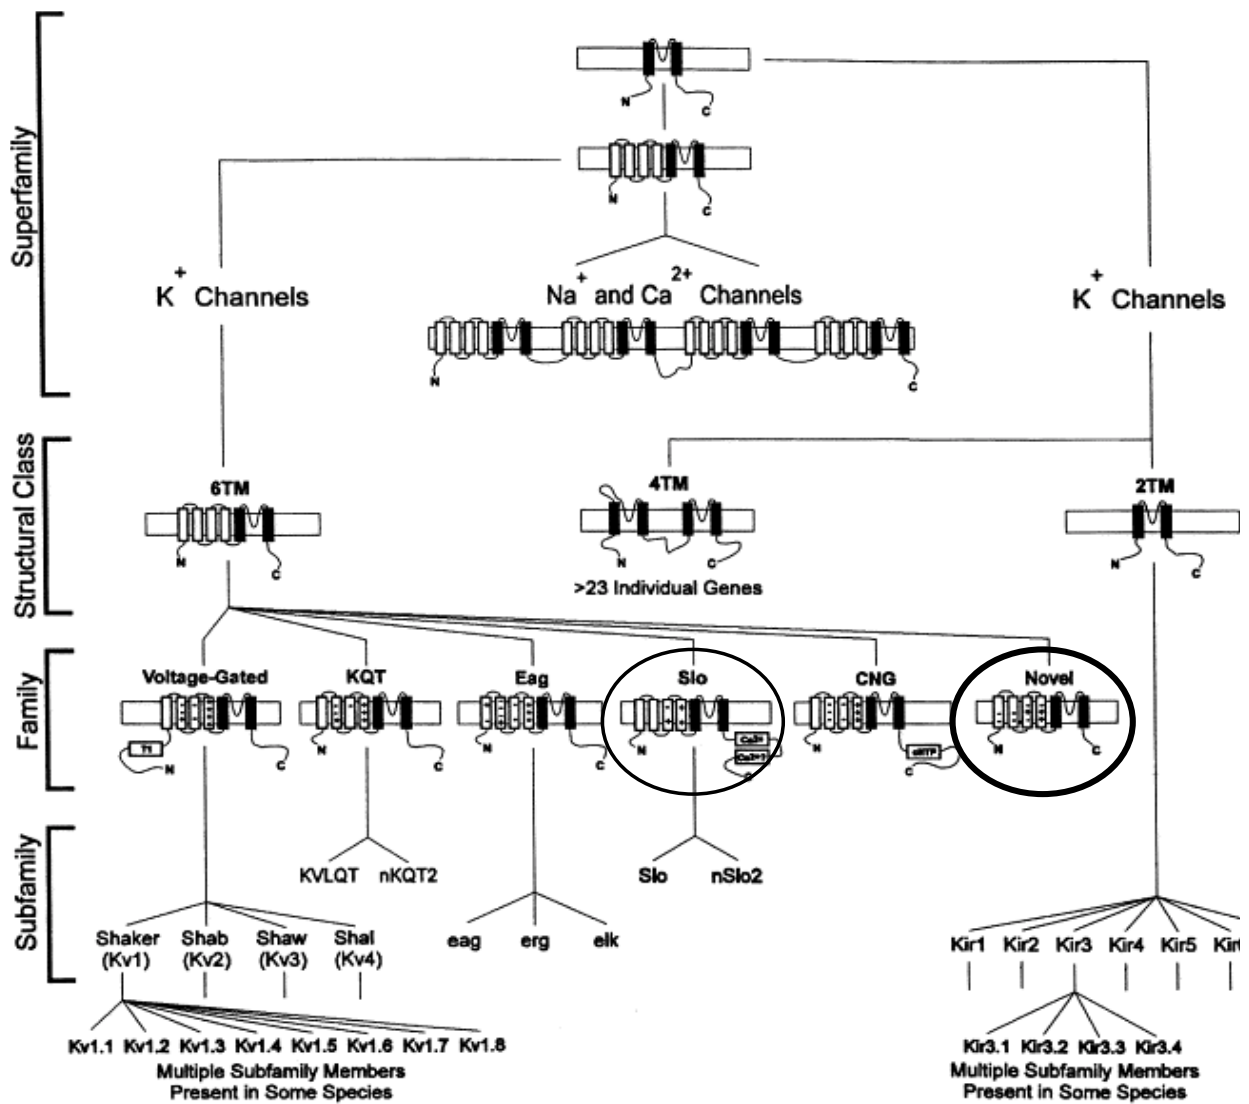 Superfamily
N
C
N
C
K+ Channels
Na+ and Ca2+ Channels
K+ Channels
N
C
Structural Class
6TM
4TM
2TM
N
C
N
C
N
C
>23 Individual Genes
Family
Voltage-Gated
KQT
Eag
Slo
CNG
Novel
T1
N
C
N
C
N
C
N
C
N
C
N
C
Subfamily
KVLQT
nKQT2
Slo
nSlo2
eag
erg
elk
Shaker
(Kv1)
Shab
(Kv2)
Shaw
(Kv3)
Shal
(Kv4)
Kir1
Kir2
Kir3
Kir4
Kir5
Kv1.1
Kv1.2
Kv1.3
Kv1.4
Kv1.5
Kv1.6
Kv1.7
Kv1.8
Kir3.1
Kir3.2
Kir3.3
Kir3.4
Multiple Subfamily Members
Present in Some Species
Multiple Subfamily Members
Present in Some Species